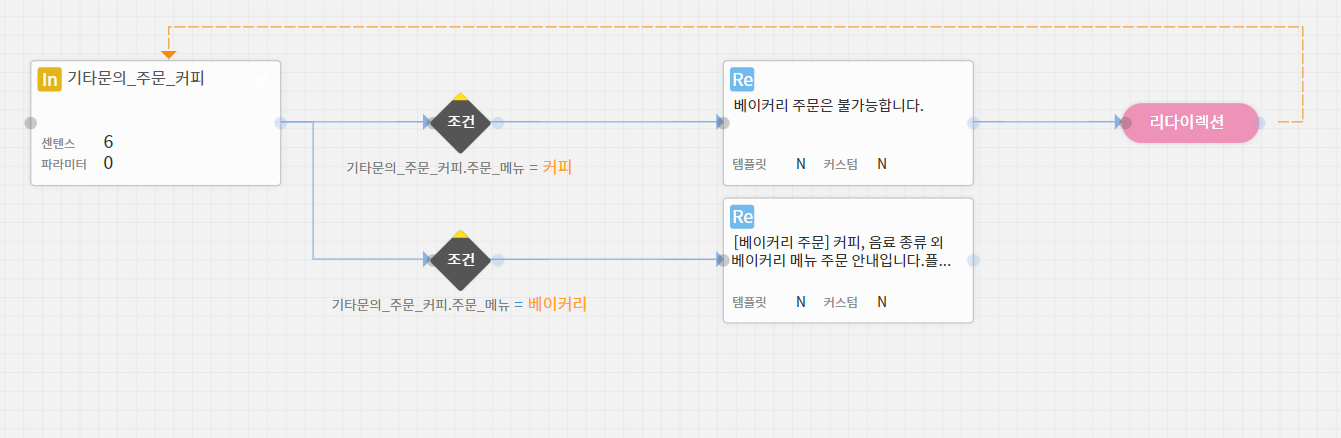 In 기타문의_주문_커피
센텐스 6
파라미터 0
조건
기타문의_주문_커피.주문_메뉴 = 커피
Re
베이커리 주문은 불가능합니다.
템플릿 N 커스텀 N
리다이렉션
조건
기타문의_주문_커피.주문_메뉴 = 베이커리
Re
[베이커리 주문] 커피, 음료 종류 외
베이커리 메뉴 주문 안내입니다.플...
템플릿 N 커스텀 N